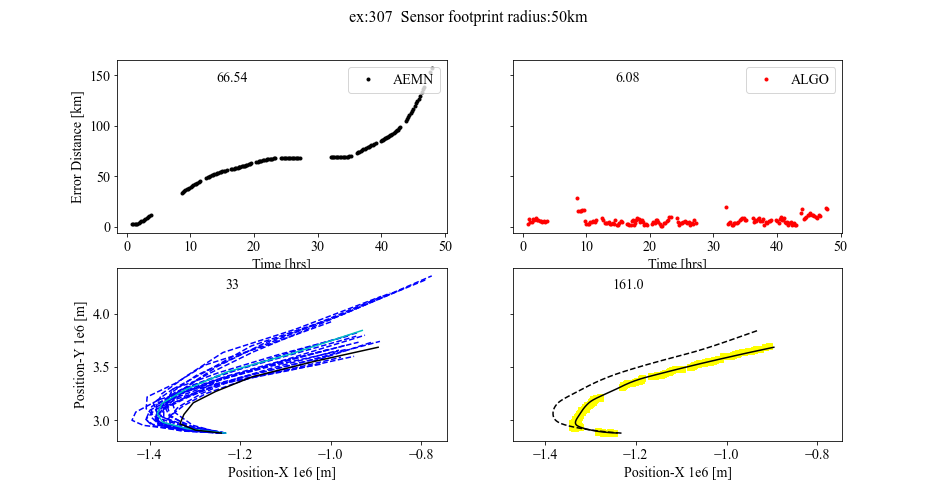 ex:307 Sensor footprint radius:50km
66.54
AEMN
6.08
ALGO
Error Distance [km]
150
100
50
0
0 10 20 30 40 50
Time [hrs]
0 10 20 30 40 50
Time [hrs]
33
161.0
Position-Y 1e6 [m]
4.0
3.5
3.0
−1.4 −1.2 −1.0 −0.8
Position-X 1e6 [m]
−1.4 −1.2 −1.0 −0.8
Position-X 1e6 [m]